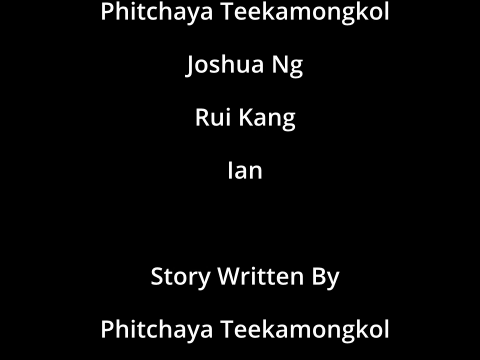 Phitchaya Teekamongkol
Joshua Ng
Rui Kang
Ian
Story Written By
Phitchaya Teekamongkol